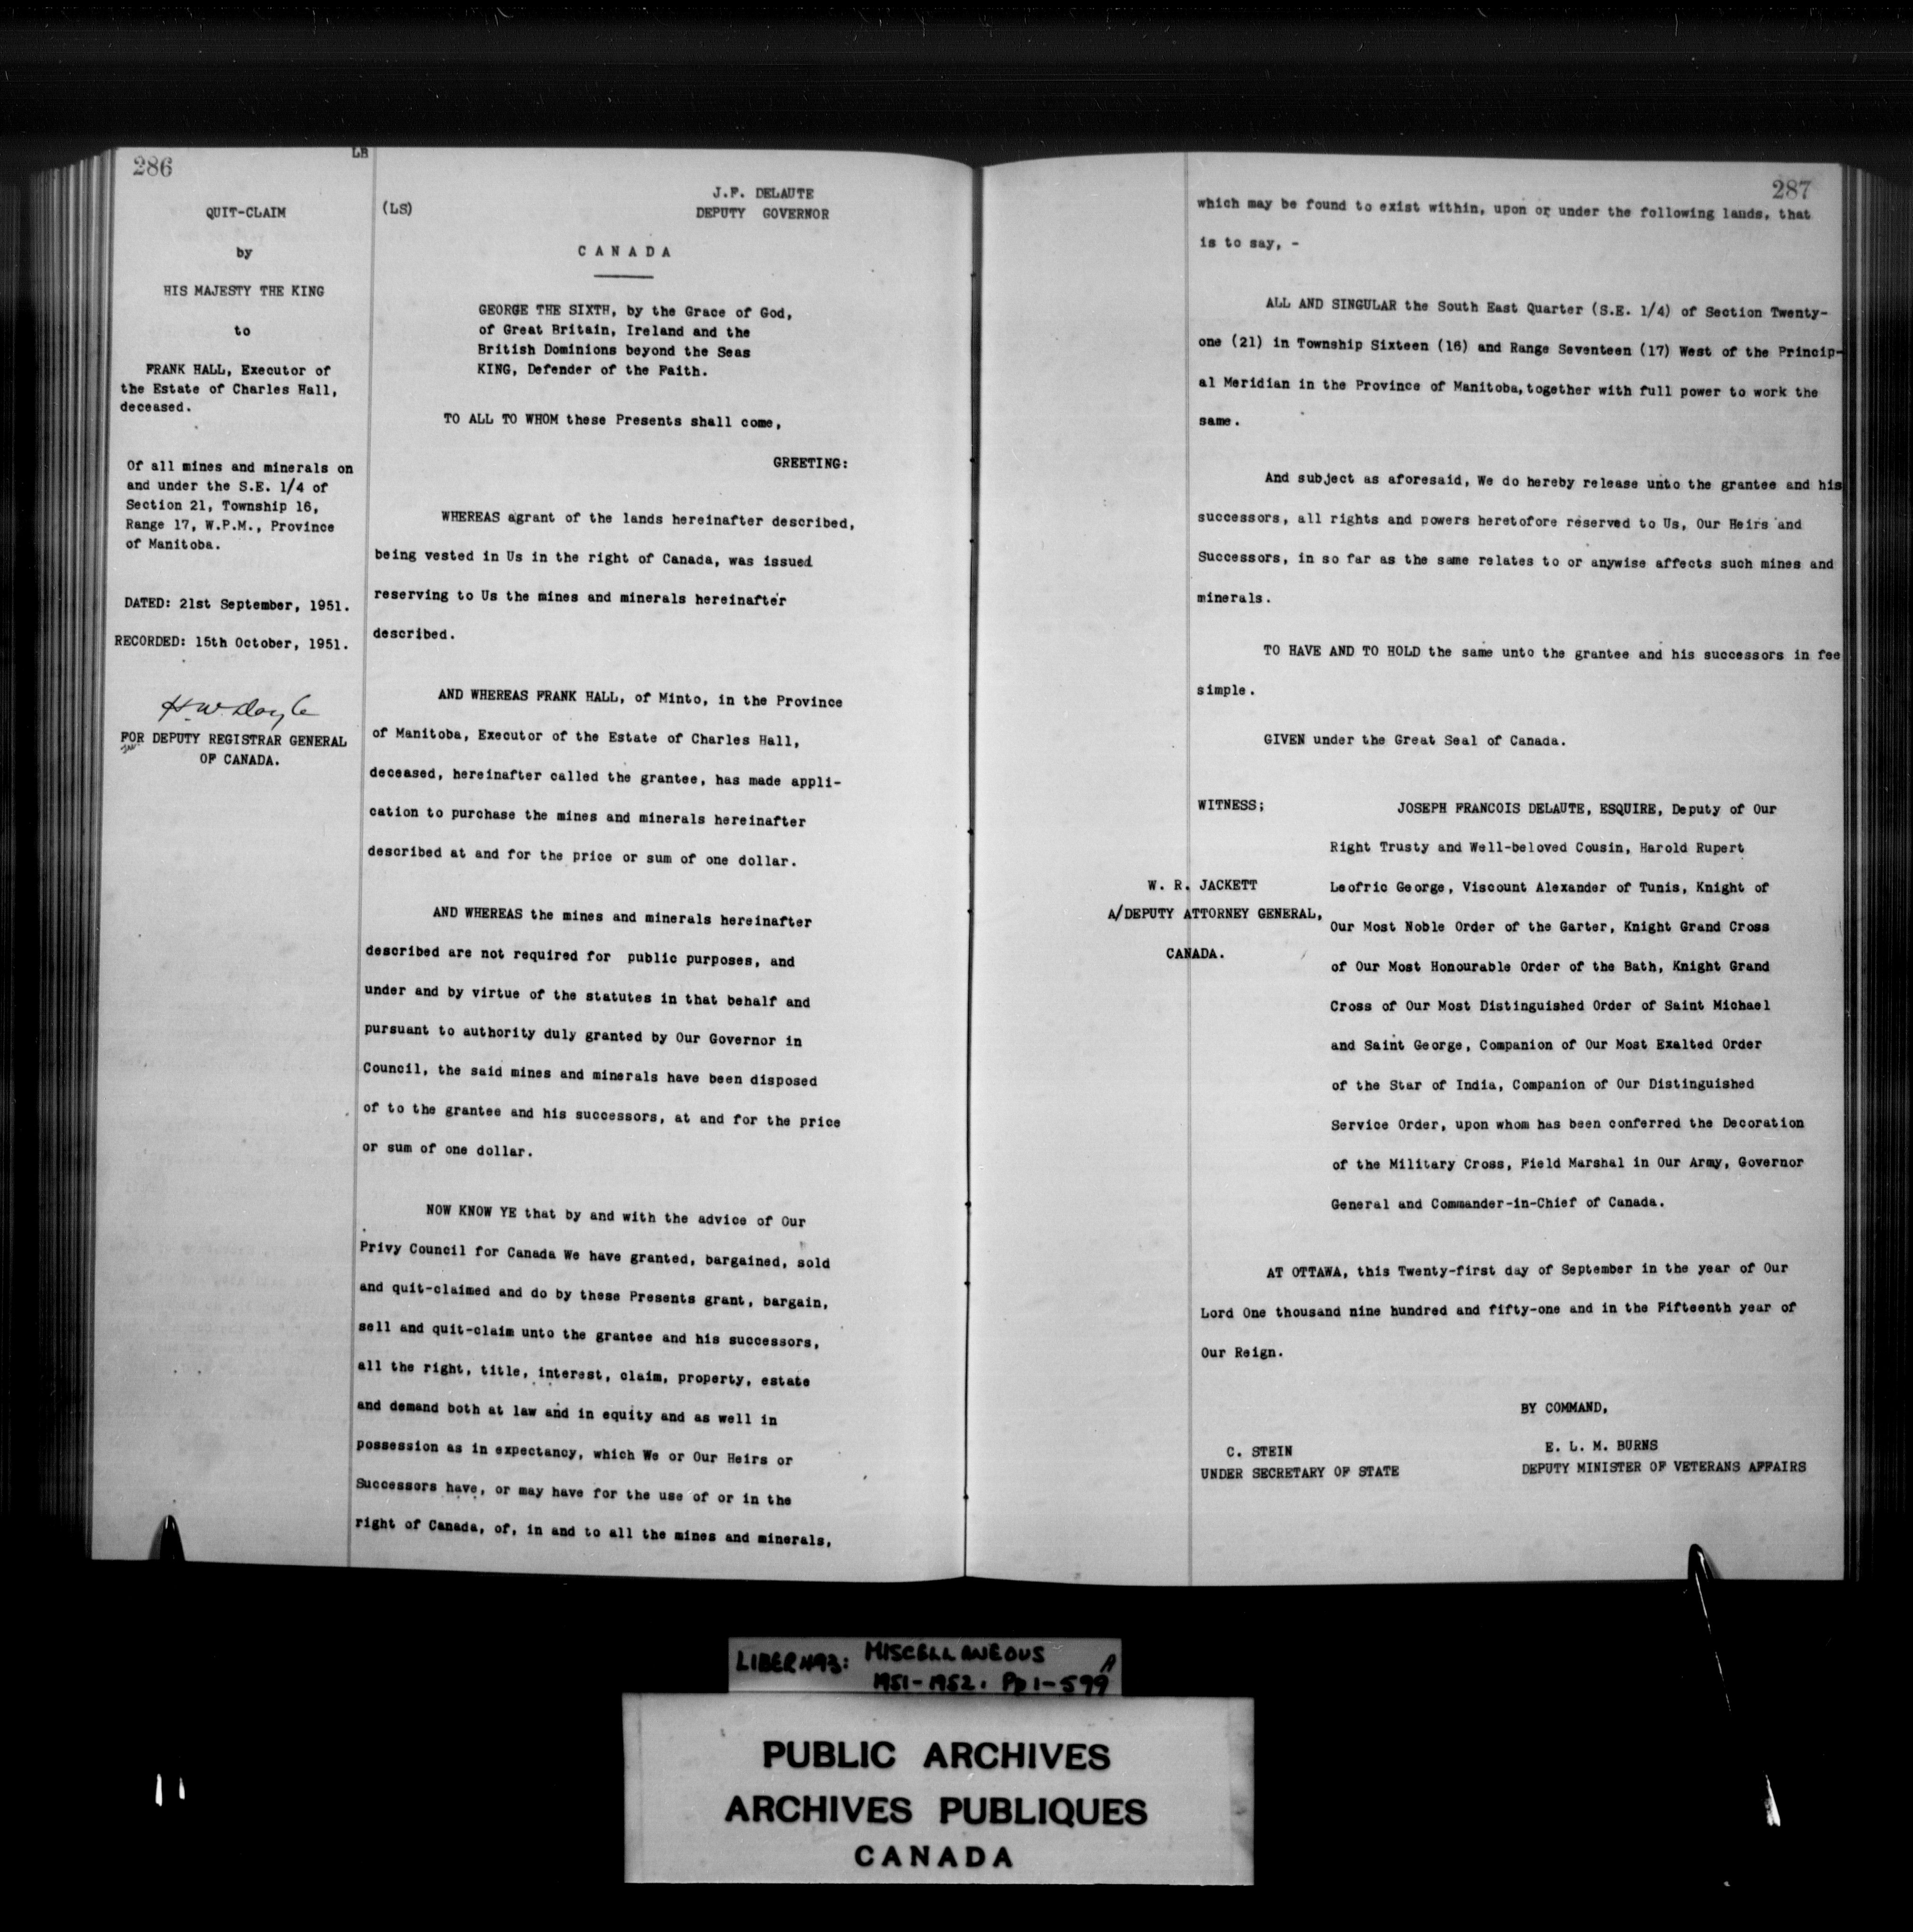 286
LB
QUIT-CLAIM
by
HIS MAJESTY THE KING
to
FRANK HALL, Executor of
the Estate of Charles Hall,
deceased.
Of all mines and minerals on
and under the S.E. 1/4 of
Section 21, Township 16,
Range 17, W.P.M., Province
of Manitoba.
DATED: 21st September, 1951.
RECORDED: 15th October, 1951.
H.W. Doyle
FOR DEPUTY REGISTRAR GENERAL
OF CANADA.
(LS)
J.F. DELAUTE
DEPUTY GOVERNOR
CANADA
GEORGE THE SIXTH, by the Grace of God,
of Great Britain, Ireland and the
British Dominions beyond the Seas
KING, Defender of the Faith.
TO ALL TO WHOM these Presents shall come,
GREETING:
WHEREAS agrant of the lands hereinafter described,
being vested in Us in the right of Canada, was issued
reserving to Us the mines and minerals hereinafter
described.
AND WHEREAS FRANK HALL, of Minto, in the Province
of Manitoba, Executor of the Estate of Charles Hall,
deceased, hereinafter called the grantee, has made appli-
cation to purchase the mines and minerals hereinafter
described at and for the price or sum of one dollar.
AND WHEREAS the mines and minerals hereinafter
described are not required for public purposes, and
under and by virtue of the statutes in that behalf and
pursuant to authority duly granted by Our Governor in
Council, the said mines and minerals have been disposed
of to the grantee and his successors, at and for the price
or sum of one dollar.
NOW KNOW YE that by and with the advice of Our
Privy Council for Canada We have granted, bargained, sold
and quit-claimed and do by these Presents grant, bargain,
sell and quit-claim unto the grantee and his successors,
all the right, title, interest, claim, property, estate
and demand both at law and in equity and as well in
possession as in expectancy, which We or Our Heirs or
Successors have, or may have for the use of or in the
right of Canada, of, in and to all the mines and minerals,
287
which may be found to exist within, upon or under the following lands, that
is to say, -
ALL AND SINGULAR the South East Quarter (S.E. 1/4) of Section Twenty-
one (21) in Township Sixteen (16) and Range Seventeen (17) West of the Princip-
al Meridian in the Province of Manitoba, together with full power to work the
same.
And subject as aforesaid, We do hereby release unto the grantee and his
successors, all rights and powers heretofore reserved to Us, Our Heirs and
Successors, in so far as the same relates to or anywise affects such mines and
minerals.
TO HAVE AND TO HOLD the same unto the grantee and his successors in fee
simple.
GIVEN under the Great Seal of Canada.
WITNESS;
W. R. JACKETT
A/DEPUTY ATTORNEY GENERAL,
CANADA.
JOSEPH FRANCOIS DELAUTE, ESQUIRE, Deputy of Our
Right Trusty and Well-beloved Cousin, Harold Rupert
Leofric George, Viscount Alexander of Tunis, Knight of
Our Most Noble Order of the Garter, Knight Grand Cross
of Our Most Honourable Order of the Bath, Knight Grand
Cross of Our Most Distinguished Order of Saint Michael
and Saint George, Companion of Our Most Exalted Order
of the Star of India, Companion of Our Distinguished
Service Order, upon whom has been conferred the Decoration
of the Military Cross, Field Marshal in Our Army, Governor
General and Commander-in-Chief of Canada.
AT OTTAWA, this Twenty-first day of September in the year of Our
Lord One thousand nine hundred and fifty-one and in the Fifteenth year of
Our Reign.
BY COMMAND,
C. STEIN
UNDER SECRETARY OF STATE
E. L. M. BURNS
DEPUTY MINISTER OF VETERANS AFFAIRS
LIBER 493: MISCELLANEOUS A
1951-1952. Pp 1-599
PUBLIC ARCHIVES
ARCHIVES PUBLIQUES
CANADA